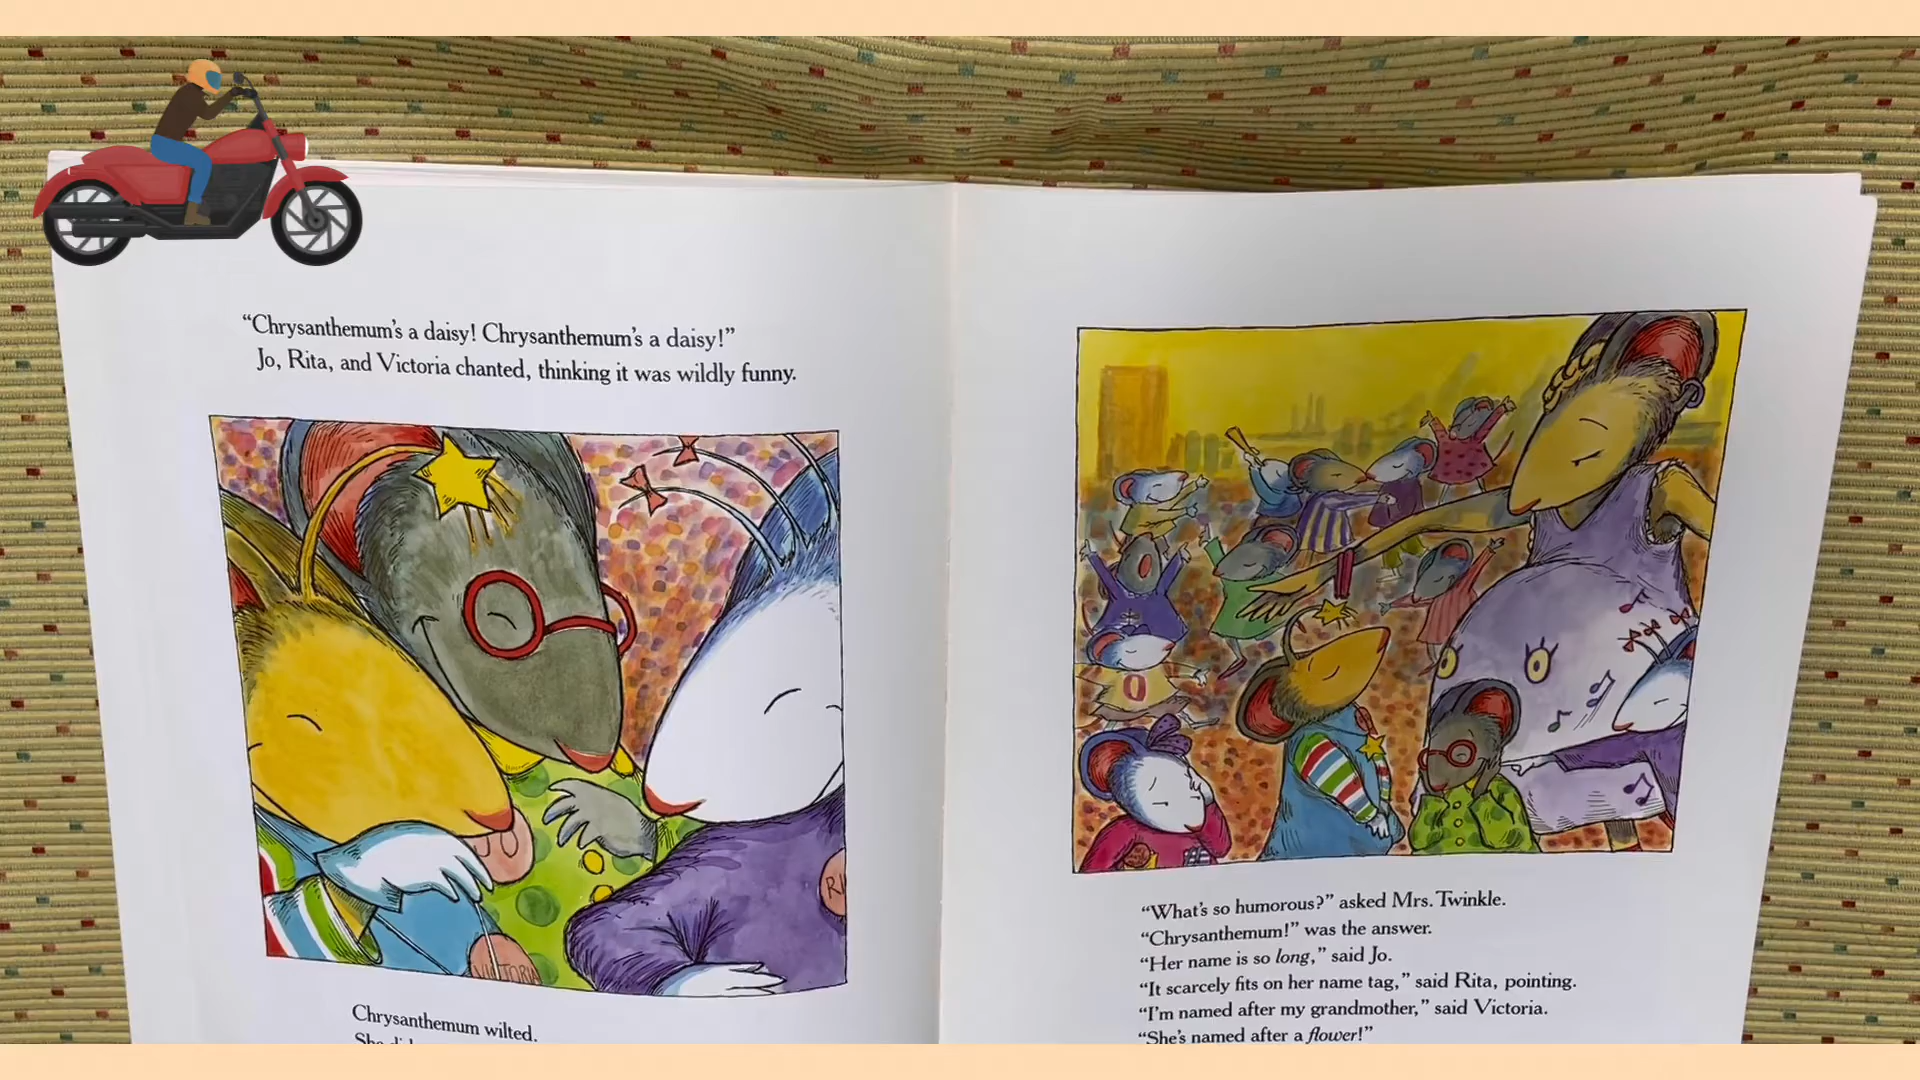 “Chrysanthemum’s a daisy! Chrysanthemum’s a daisy!”
Jo, Rita, and Victoria chanted, thinking it was wildly funny.
VICTORIA
Chrysanthemum wilted.
“What’s so humorous?” asked Mrs. Twinkle.
“Chrysanthemum!” was the answer.
“Her name is so long,” said Jo.
“It scarcely fits on her name tag,” said Rita, pointing.
“I’m named after my grandmother,” said Victoria.
“She’s named after a flower!”